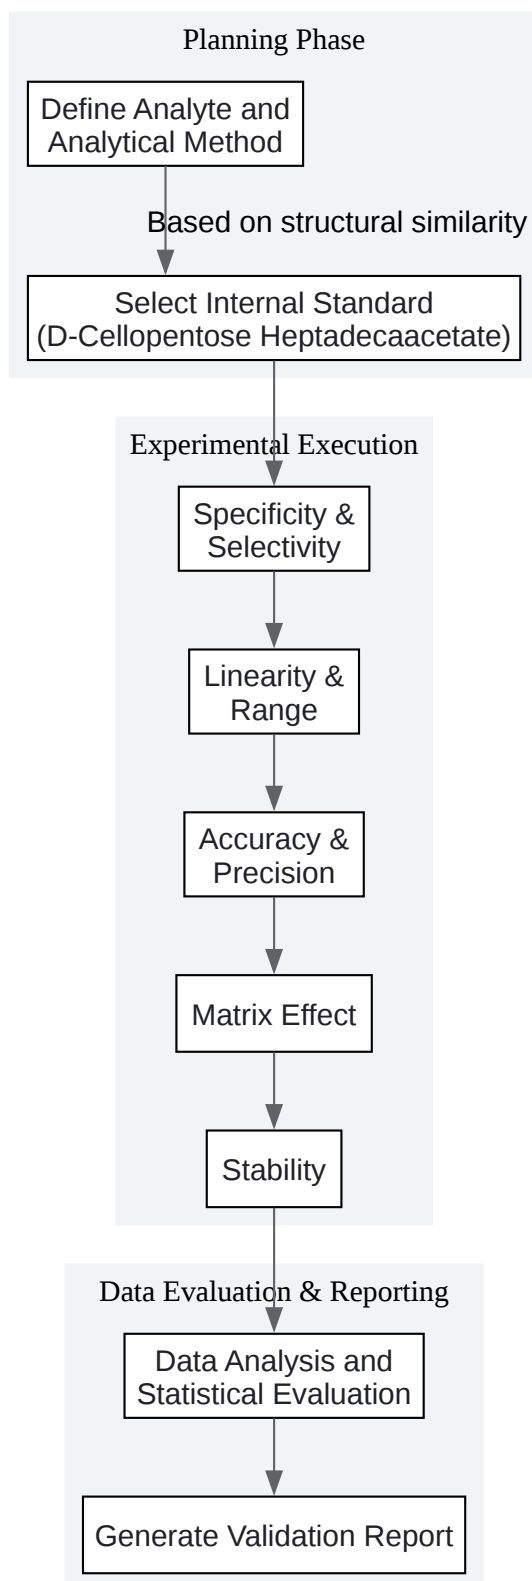 Planning Phase
Define Analyte and
Analytical Method
Based on structural similarity
Select Internal Standard
(D-Cellopentose Heptadecaacetate)
Experimental Execution
Specificity &
Selectivity
Linearity &
Range
Accuracy &
Precision
Matrix Effect
Stability
Data Evaluation & Reporting
Data Analysis and
Statistical Evaluation
Generate Validation Report